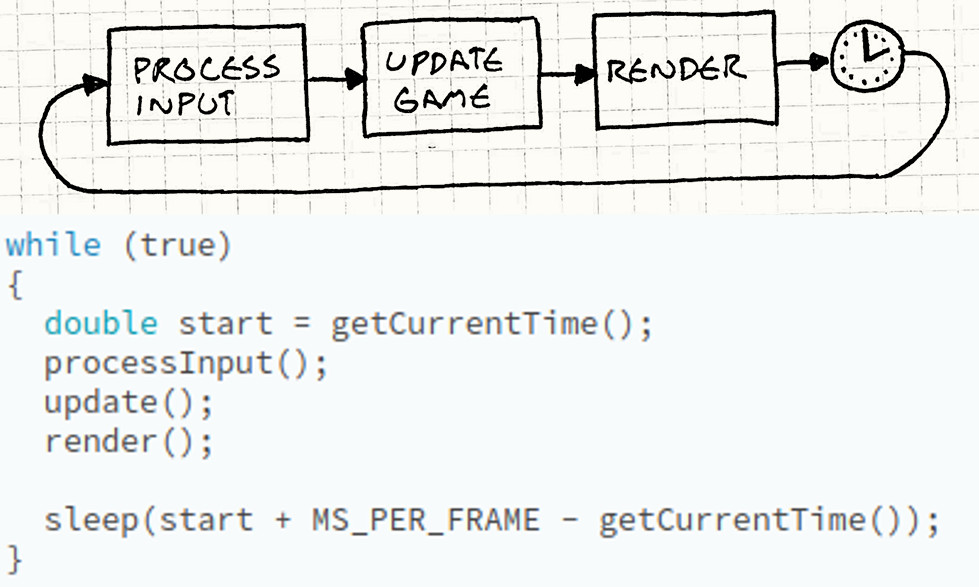 PROCESS
INPUT
UPDATE
GAME
RENDER
while (true)
{
  double start = getCurrentTime();
  processInput();
  update();
  render();

  sleep(start + MS_PER_FRAME - getCurrentTime());
}